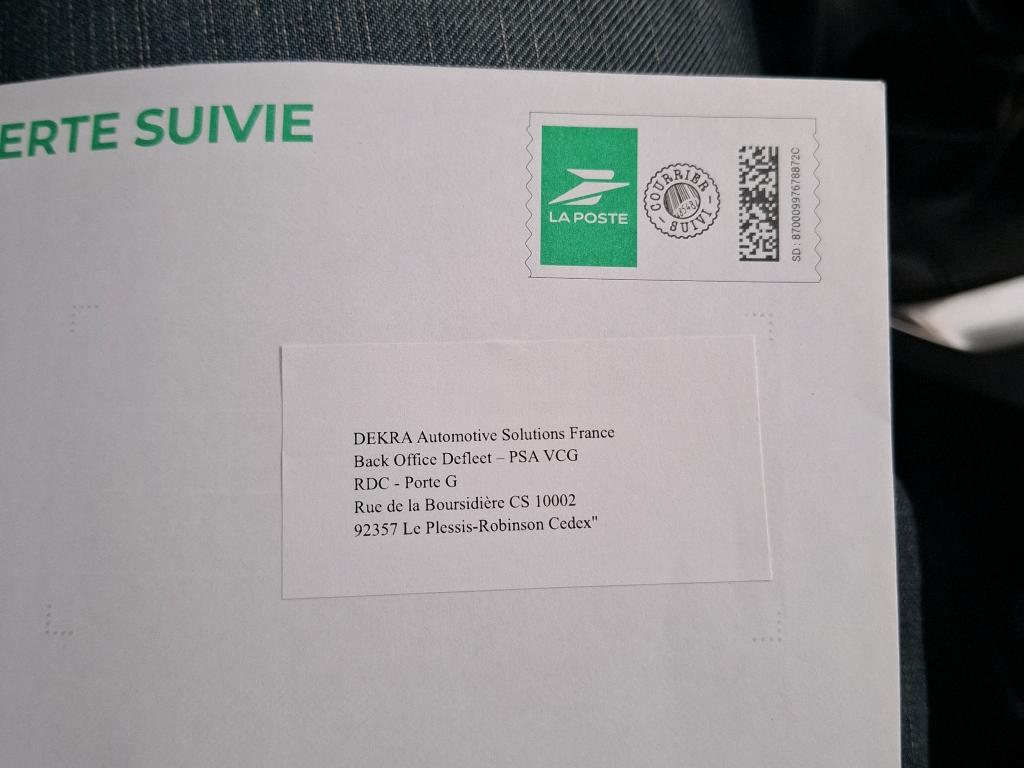 ERTE SUIVIE
LA POSTE
COURRIER
SUIVI
SD : 87000997678872C
DEKRA Automotive Solutions France
Back Office Defleet – PSA VCG
RDC - Porte G
Rue de la Boursidière CS 10002
92357 Le Plessis-Robinson Cedex"